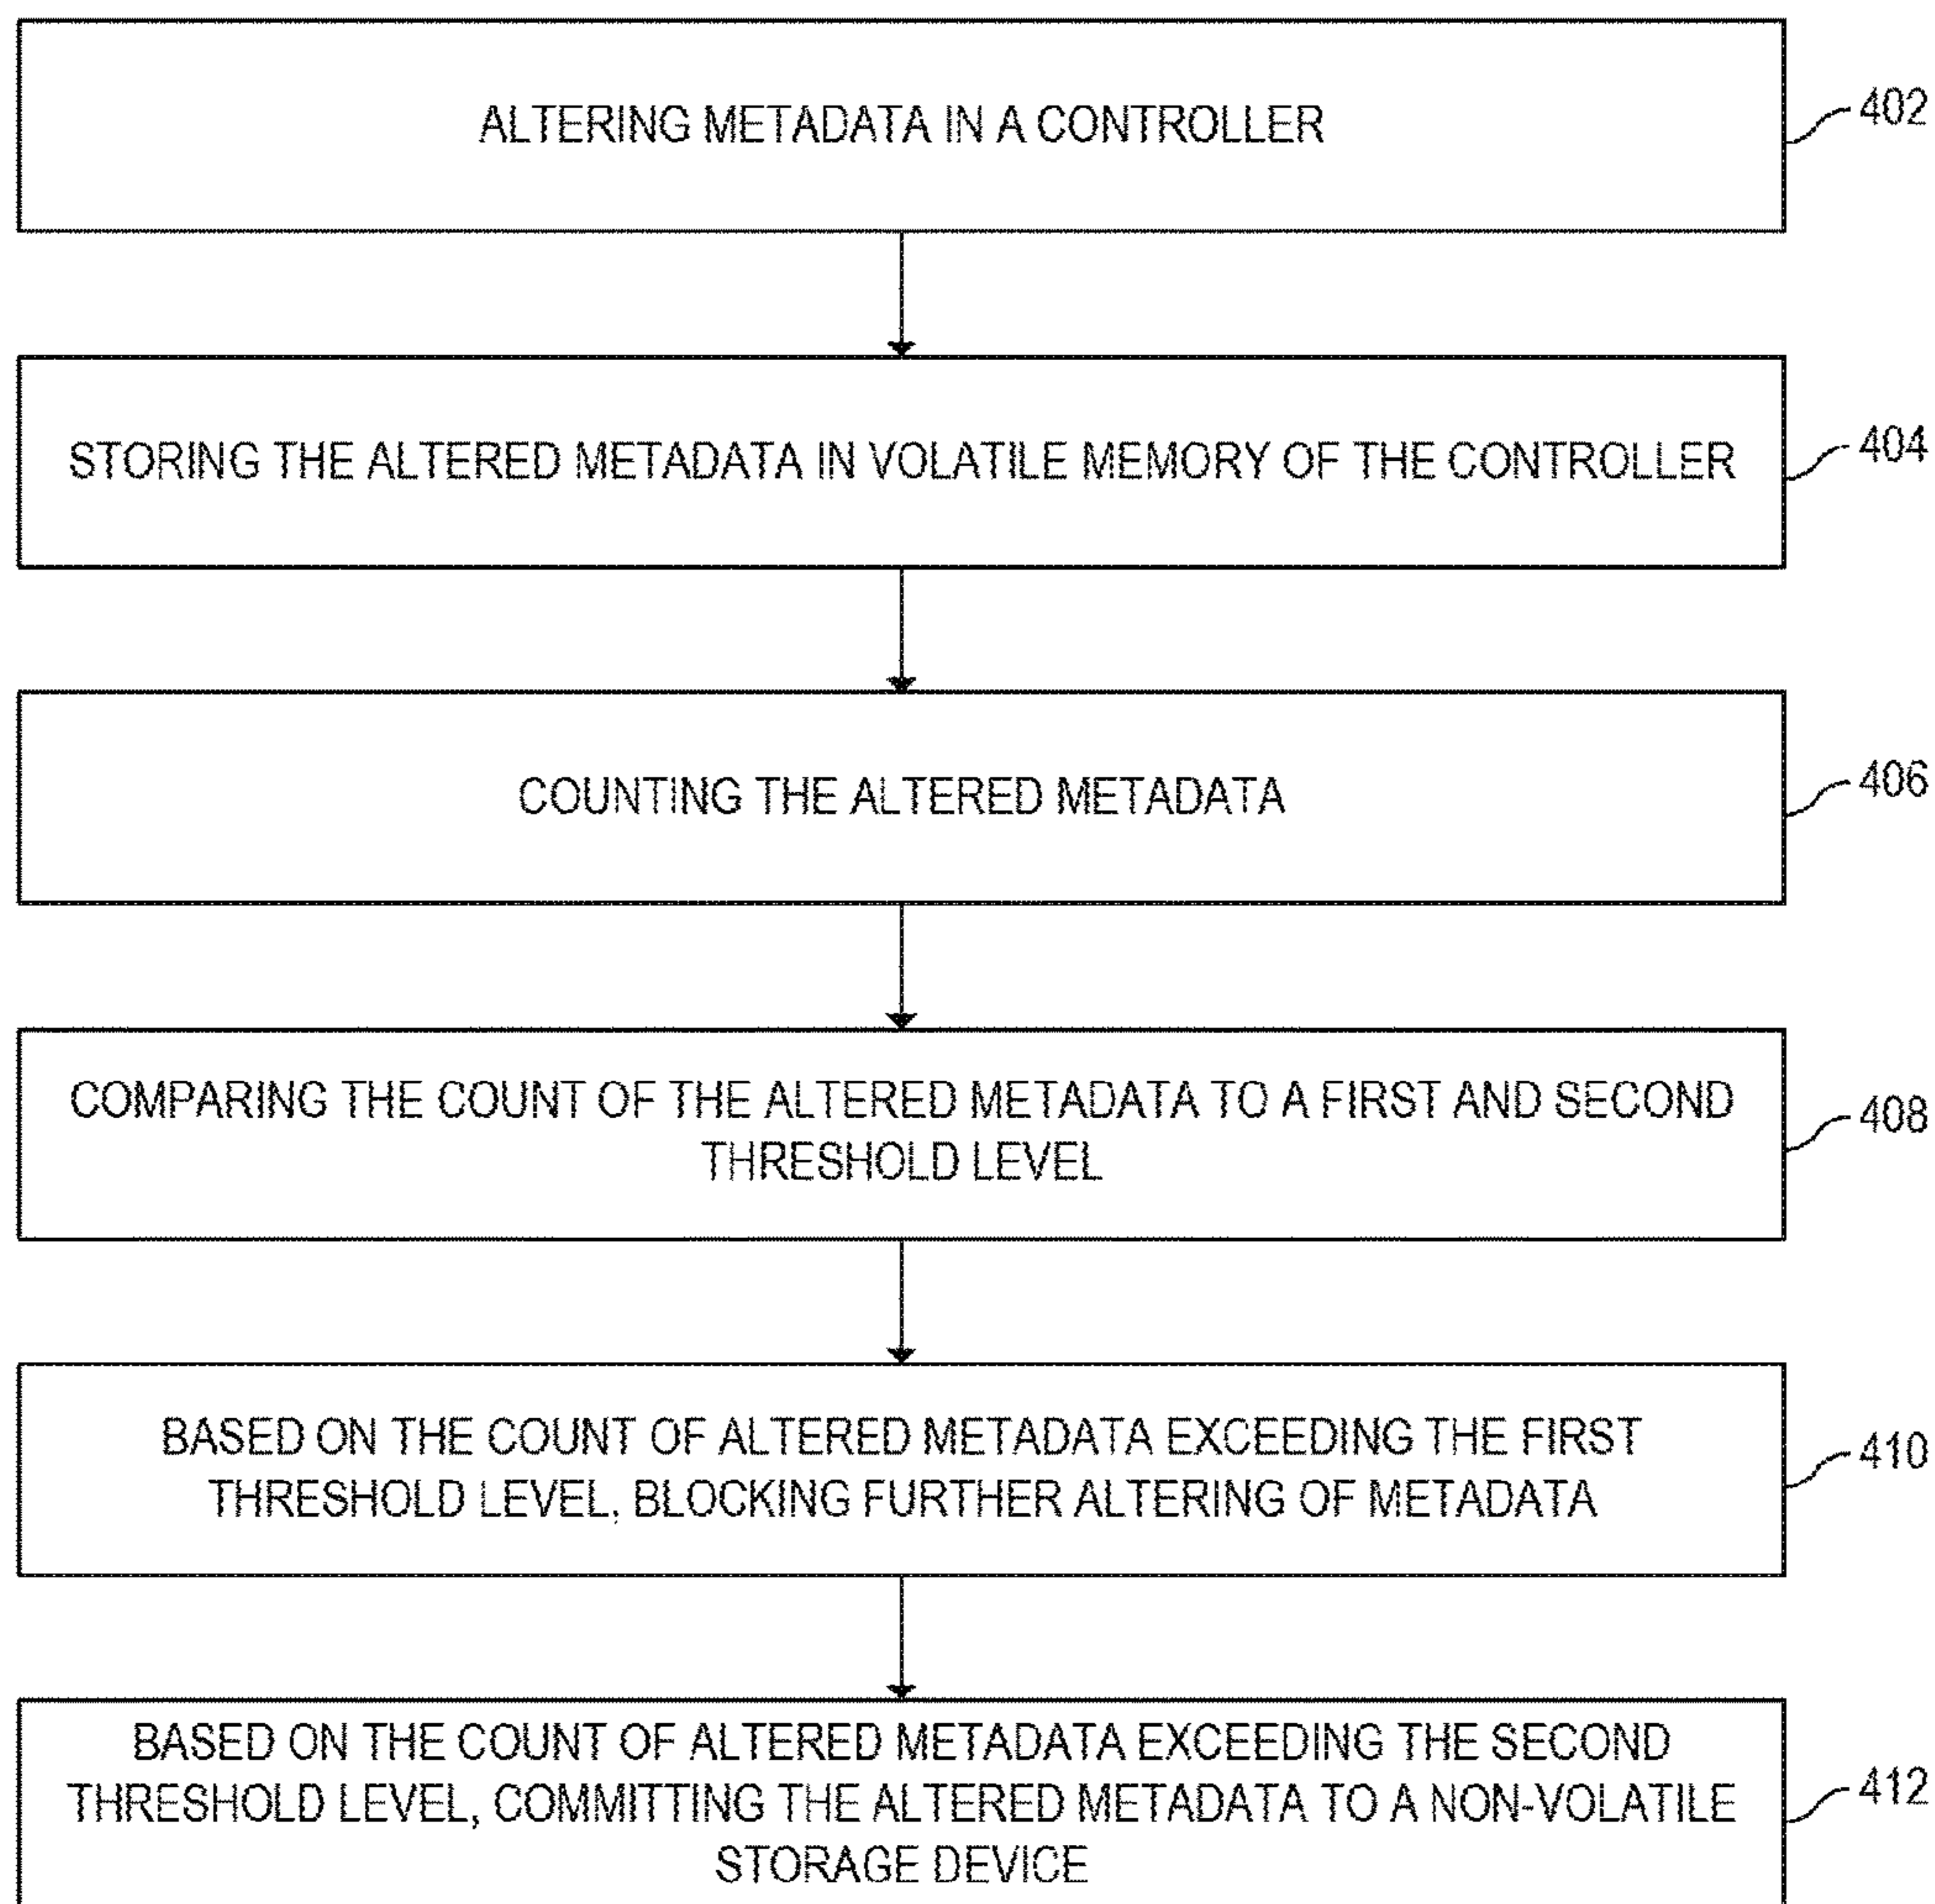 ALTERING METADATA IN A CONTROLLER
402
STORING THE ALTERED METADATA IN VOLATILE MEMORY OF THE CONTROLLER
404
COUNTING THE ALTERED METADATA
406
COMPARING THE COUNT OF THE ALTERED METADATA TO A FIRST AND SECOND
THRESHOLD LEVEL
408
BASED ON THE COUNT OF ALTERED METADATA EXCEEDING THE FIRST
THRESHOLD LEVEL, BLOCKING FURTHER ALTERING OF METADATA
410
BASED ON THE COUNT OF ALTERED METADATA EXCEEDING THE SECOND
THRESHOLD LEVEL, COMMITTING THE ALTERED METADATA TO A NON-VOLATILE
STORAGE DEVICE
412